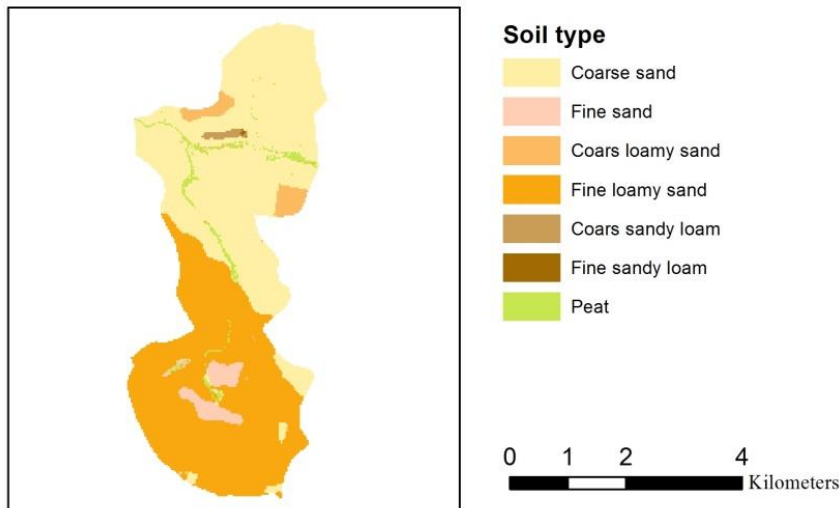 Soil type
Coarse sand
Fine sand
Coars loamy sand
Fine loamy sand
Coars sandy loam
Fine sandy loam
Peat
0 1 2 4
Kilometers